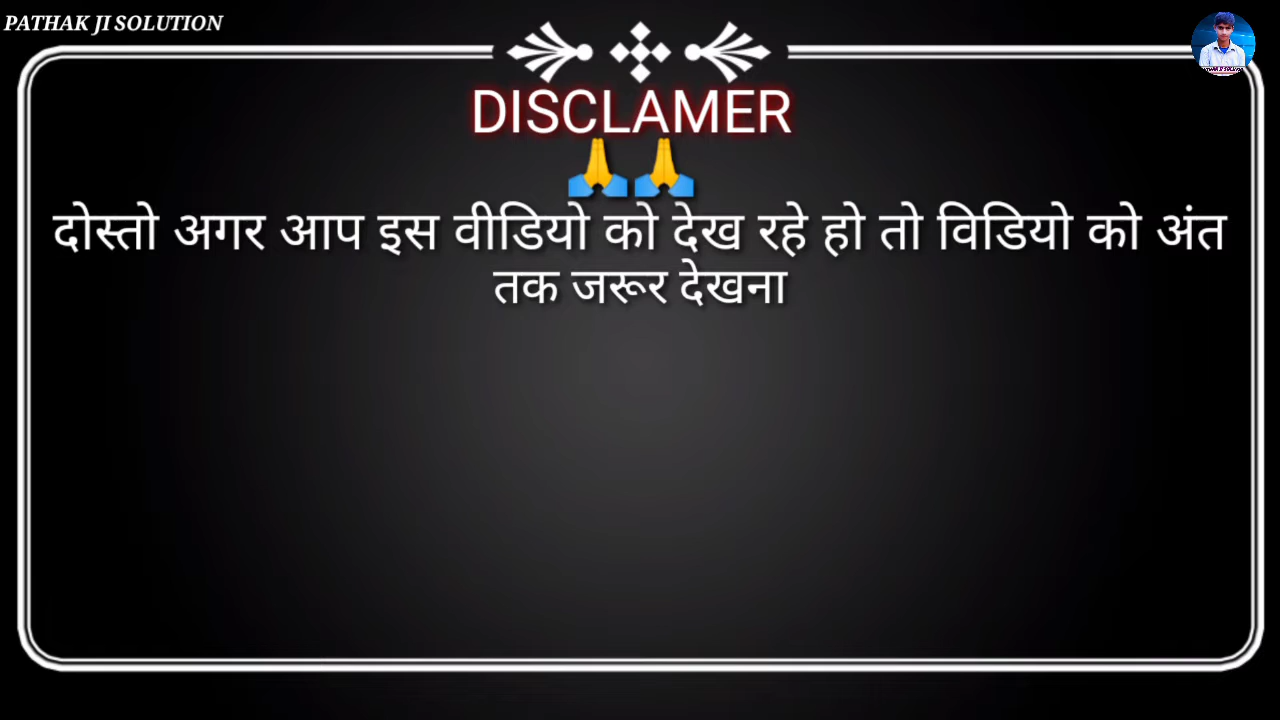 PATHAK JI SOLUTION
DISCLAMER
🙏🙏
दोस्तो अगर आप इस वीडियो को देख रहे हो तो विडियो को अंत
तक जरूर देखना